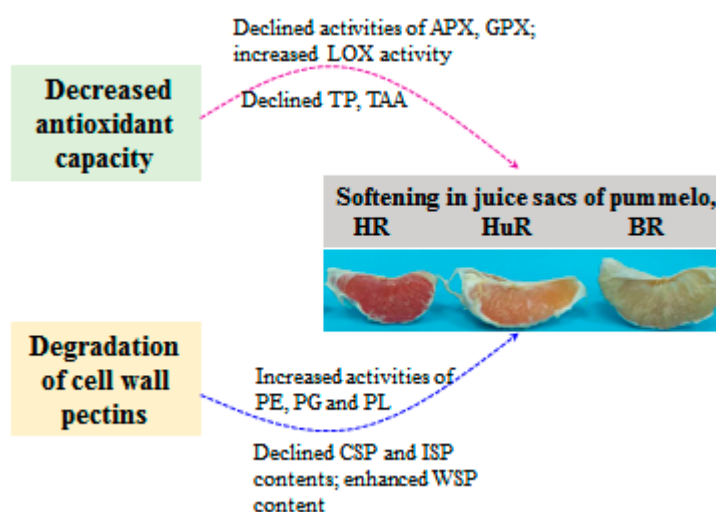 Declined activities of APX, GPX;
increased LOX activity
Decreased
antioxidant
capacity
Declined TP, TAA
Softening in juice sacs of pummelo,
HR HuR BR
Degradation
of cell wall
pectins
Increased activities of
PE, PG and PL
Declined CSP and ISP
contents; enhanced WSP
content